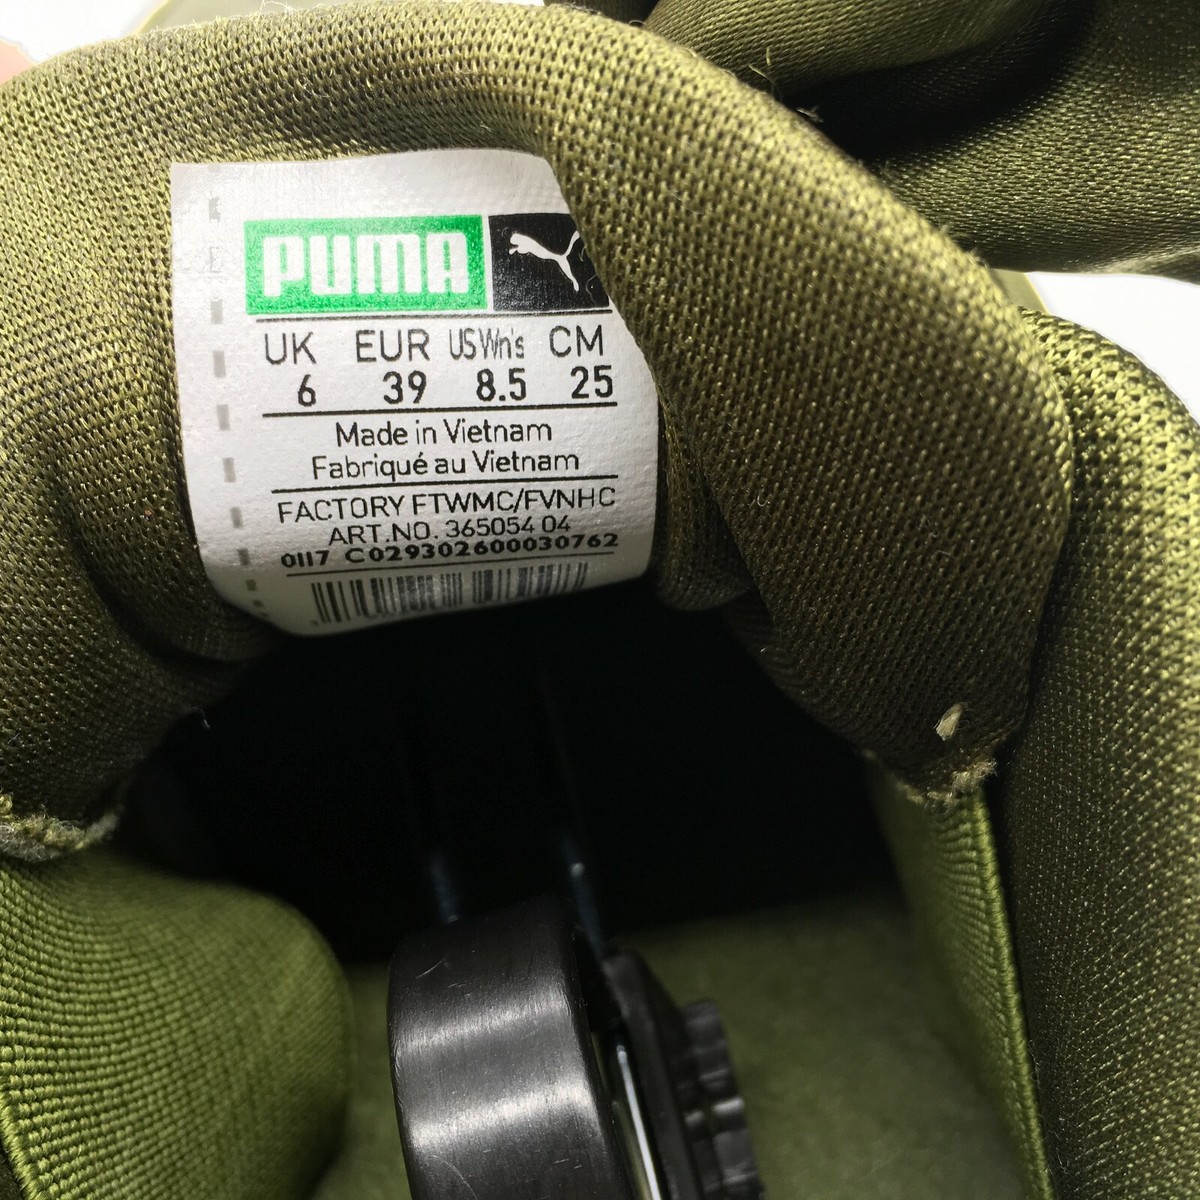 PUMA
UK EUR US Wn's CM
6 39 8.5 25
Made in Vietnam
Fabriqué au Vietnam
FACTORY FTWMC/FVNHC
ART.NO. 365054 04
0117 C029302600030762